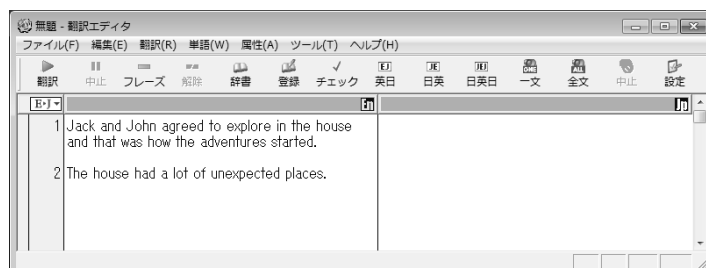 無題 - 翻訳エディタ
ファイル(F) 編集(E) 翻訳(R) 単語(W) 属性(A) ツール(T) ヘルプ(H)
翻訳 中止 フレーズ 解除 辞書 登録 チェック 英日 日英 日英日 一文 全文 中止 設定
E・J
1 Jack and John agreed to explore in the house
and that was how the adventures started.
2 The house had a lot of unexpected places.